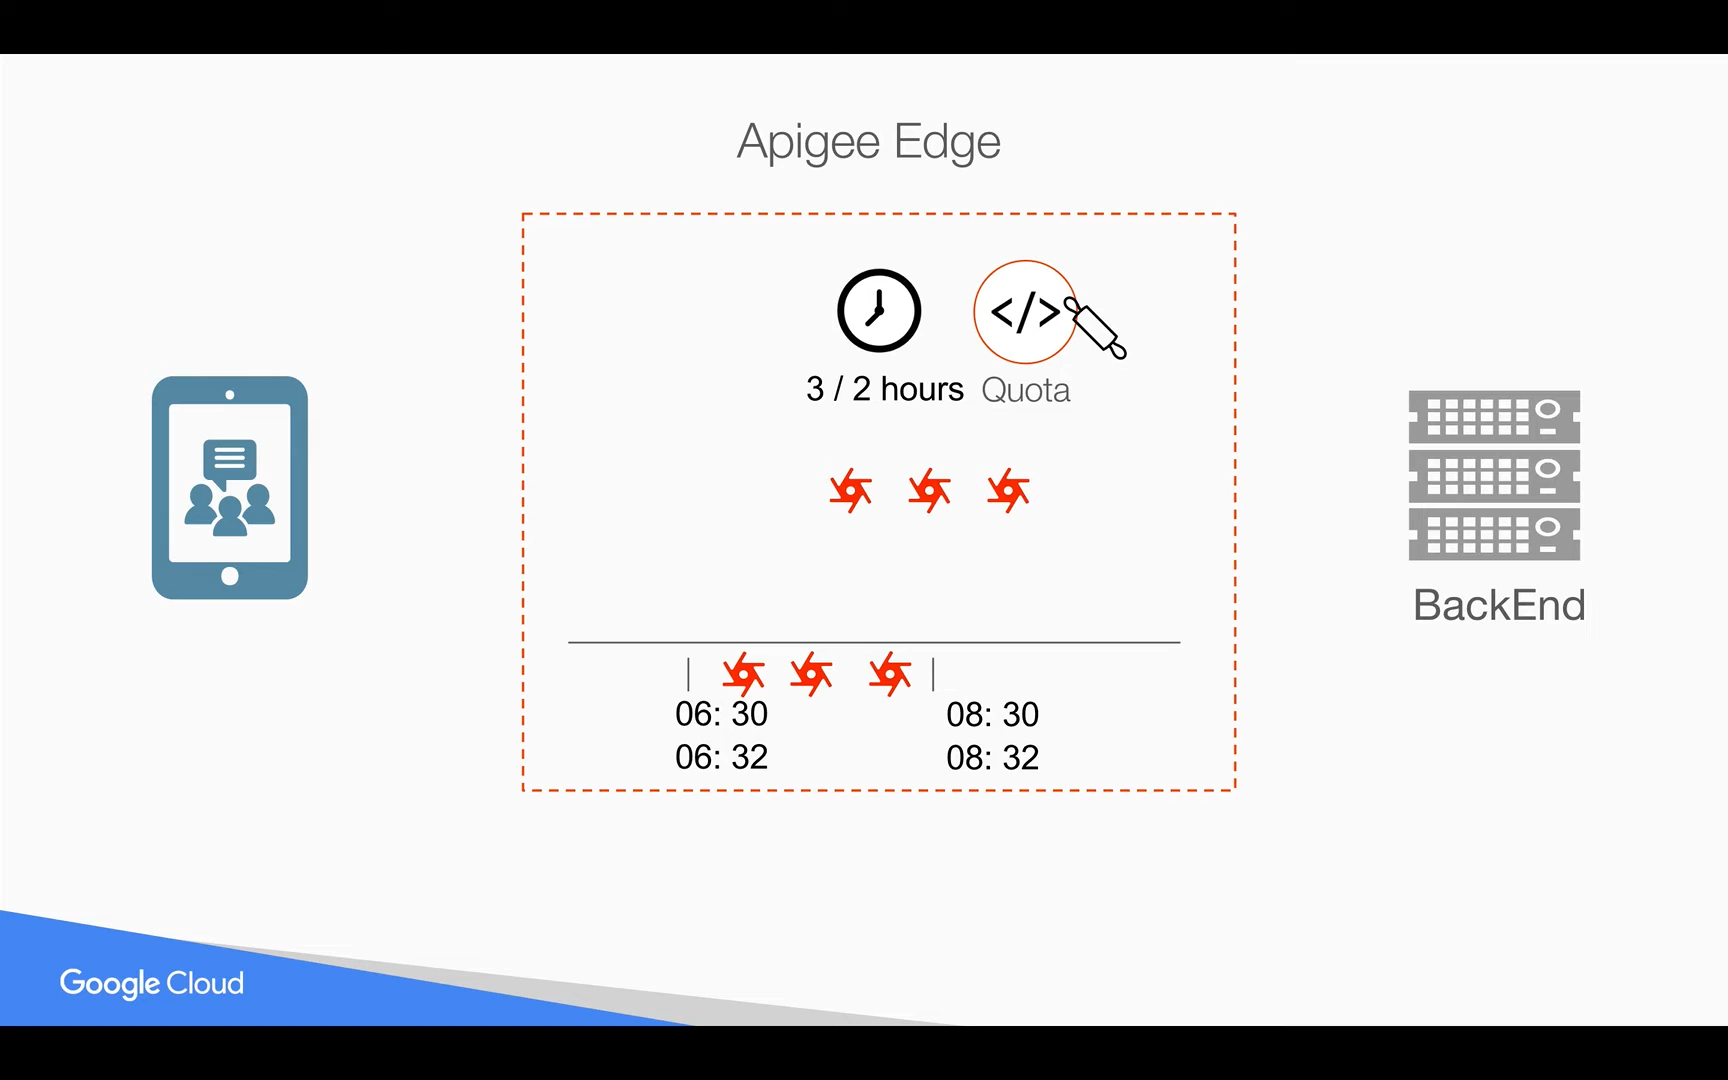 Apigee Edge
</>
3 / 2 hours Quota
BackEnd
06: 30 08: 30
06: 32 08: 32
Google Cloud